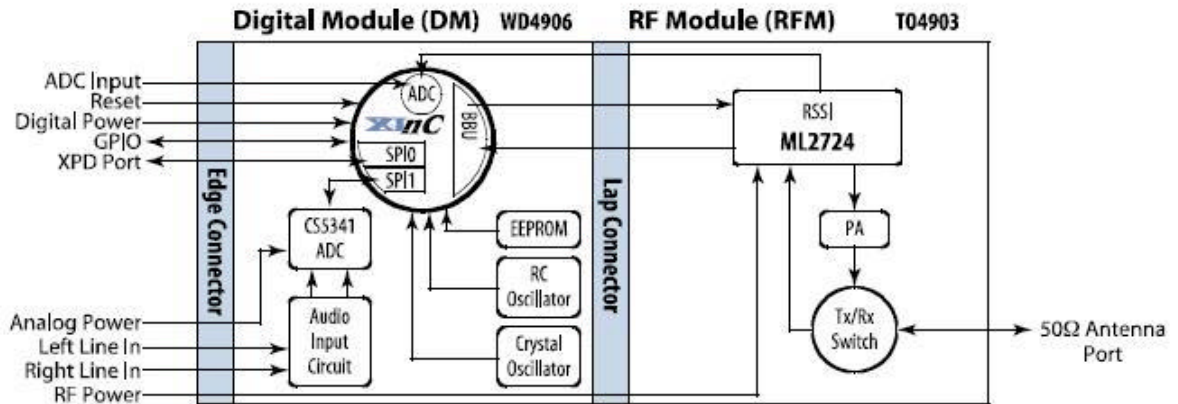 Digital Module (DM) WD4906
RF Module (RFM) TO4903
ADC Input
Reset
Digital Power
GPIO
XPD Port
Analog Power
Left Line In
Right Line In
RF Power
Edge Connector
ADC
XInC
BBU
SPI0
SPI1
CS5341
ADC
Audio
Input
Circuit
EEPROM
RC
Oscillator
Crystal
Oscillator
Lap Connector
RSSI
ML2724
PA
Tx/Rx
Switch
50Ω Antenna
Port